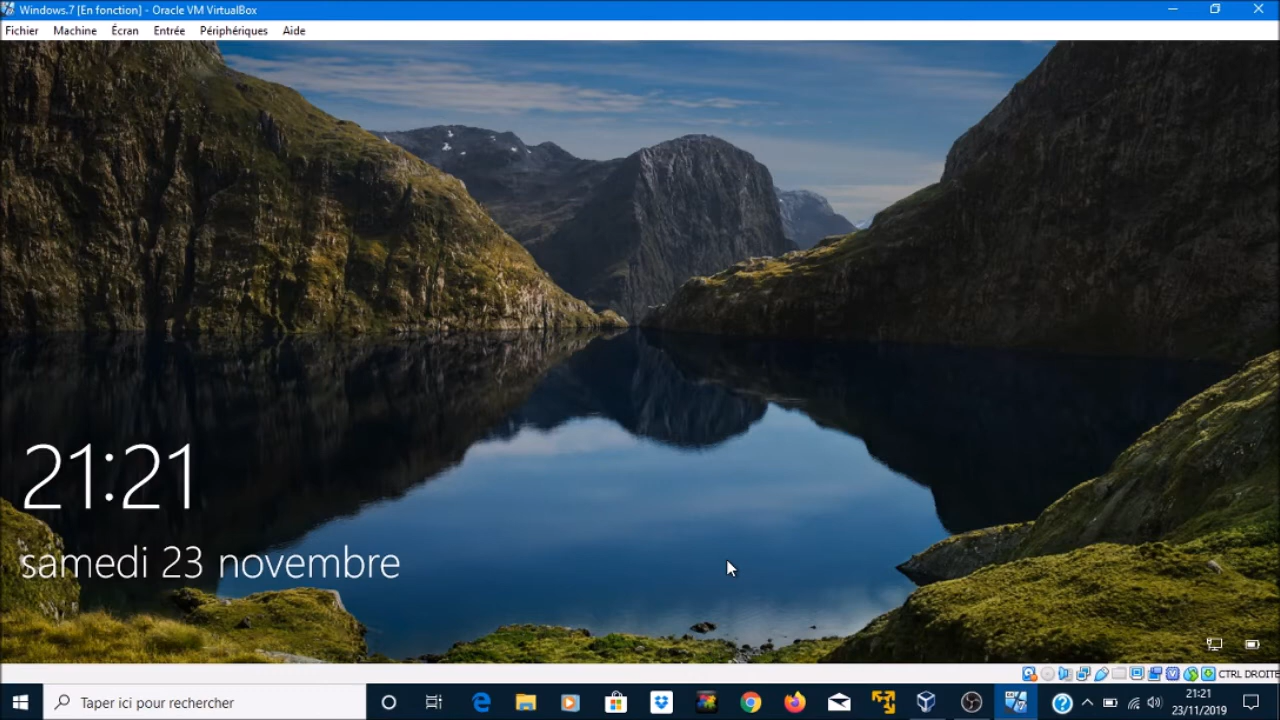 Windows.7 [En fonction] - Oracle VM VirtualBox
Fichier Machine Écran Entrée Périphériques Aide
21:21
samedi 23 novembre
CTRL DROITE
Taper ici pour rechercher
21:21
23/11/2019